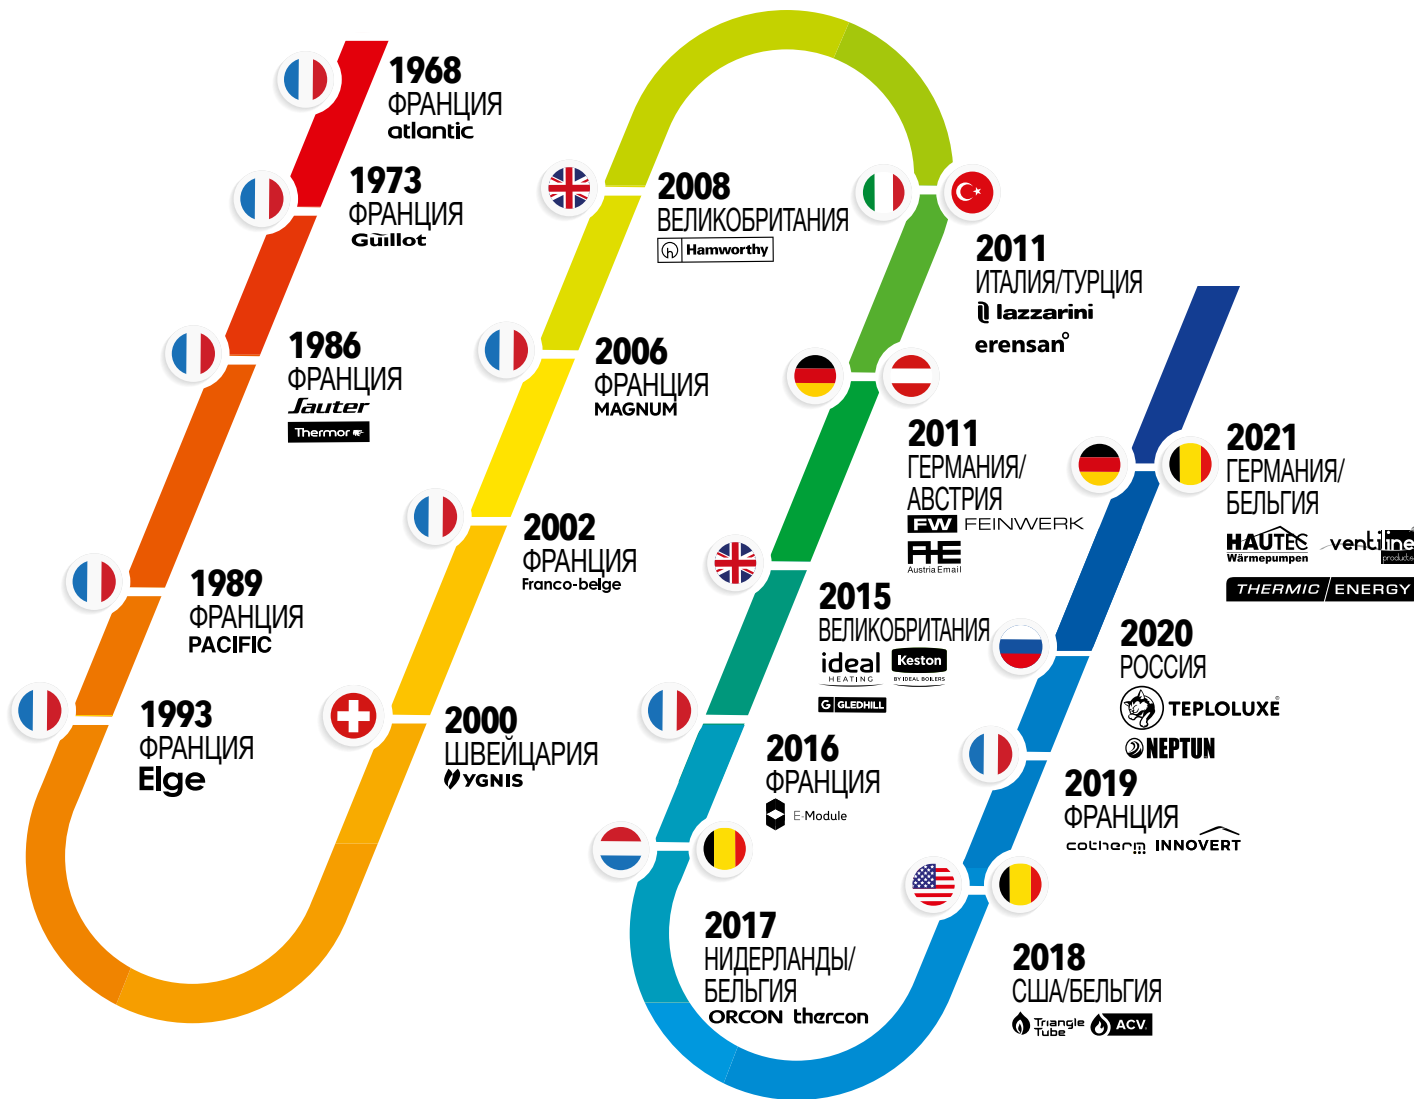 1968
ФРАНЦИЯ
atlantic
1973
ФРАНЦИЯ
Guillot
1986
ФРАНЦИЯ
Sauter
Thermor
1989
ФРАНЦИЯ
PACIFIC
1993
ФРАНЦИЯ
Elge
2000
ШВЕЙЦАРИЯ
YGNIS
2002
ФРАНЦИЯ
Franco-belge
2006
ФРАНЦИЯ
MAGNUM
2008
ВЕЛИКОБРИТАНИЯ
Hamworthy
2011
ИТАЛИЯ/ТУРЦИЯ
lazzarini
erensan
2011
ГЕРМАНИЯ/
АВСТРИЯ
FW FEINWERK
AE
Austria Email
2015
ВЕЛИКОБРИТАНИЯ
ideal
HEATING
Keston
BY IDEAL BOILERS
G GLEDHILL
2016
ФРАНЦИЯ
E-Module
2017
НИДЕРЛАНДЫ/
БЕЛЬГИЯ
ORCON thercon
2018
США/БЕЛЬГИЯ
Triangle
Tube
ACV
2019
ФРАНЦИЯ
cotherm INNOVERT
2020
РОССИЯ
TEPLOLUXE
NEPTUN
2021
ГЕРМАНИЯ/
БЕЛЬГИЯ
HAUTEC
Wärmepumpen
ventiline
products
THERMIC/ENERGY